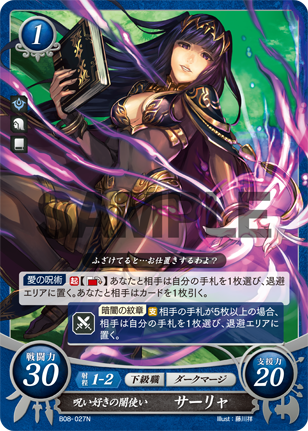 1
SAMPLE
ふざけてると…お仕置きするわよ？
愛の呪術 起 【 】あなたと相手は自分の手札を1枚選び、退避
エリアに置く。あなたと相手はカードを1枚引く。
暗闇の紋章 支 相手の手札が5枚以上の場合、
相手は自分の手札を1枚選び、退避エリアに置く。
戦闘力
30
射程 1-2
下級職
ダークマージ
支援力
20
呪い好きの闇使い サーリャ
B08-027N
Illust：藤川祥